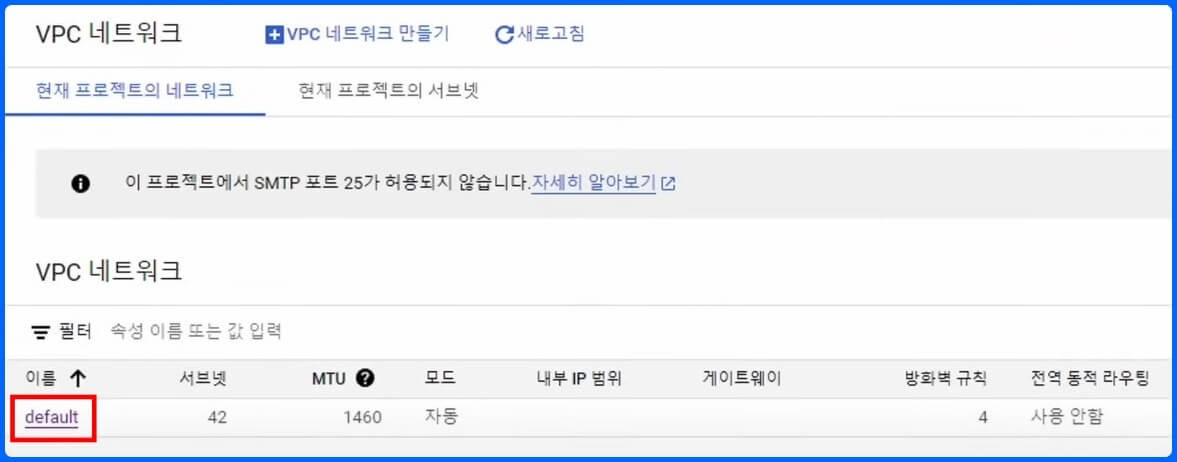 VPC 네트워크 VPC 네트워크 만들기 새로고침
현재 프로젝트의 네트워크 현재 프로젝트의 서브넷
이 프로젝트에서 SMTP 포트 25가 허용되지 않습니다.자세히 알아보기
VPC 네트워크
필터 속성 이름 또는 값 입력
이름 서브넷 MTU 모드 내부 IP 범위 게이트웨이 방화벽 규칙 전역 동적 라우팅
default 42 1460 자동 4 사용 안함